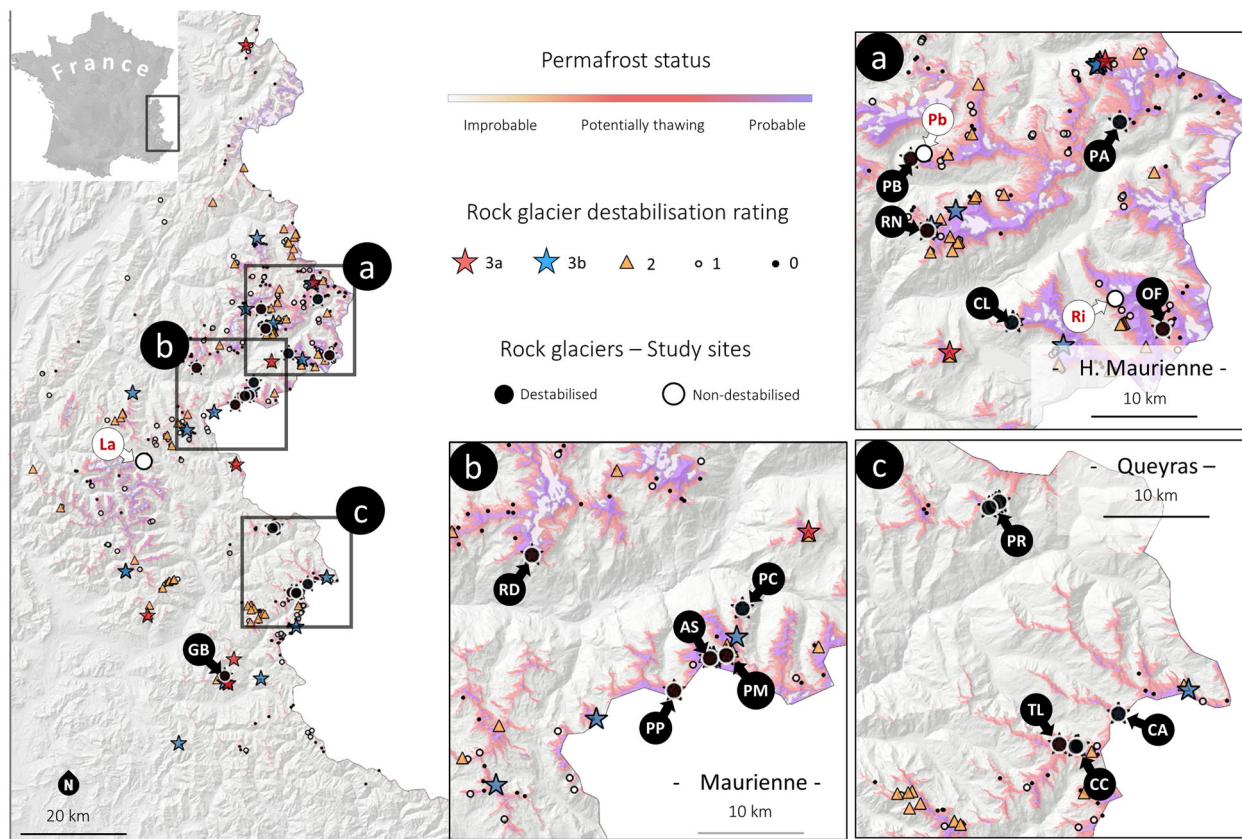 France
Permafrost status
Improbable
Potentially thawing
Probable
Rock glacier destabilisation rating
3a
3b
2
1
0
Rock glaciers – Study sites
Destabilised
Non-destabilised
a
b
c
La
GB
N
20 km
a
Pb
PA
PB
RN
CL
Ri
OF
- H. Maurienne -
10 km
b
RD
PC
AS
PM
PP
- Maurienne -
10 km
c
- Queyras –
10 km
PR
TL
CA
CC